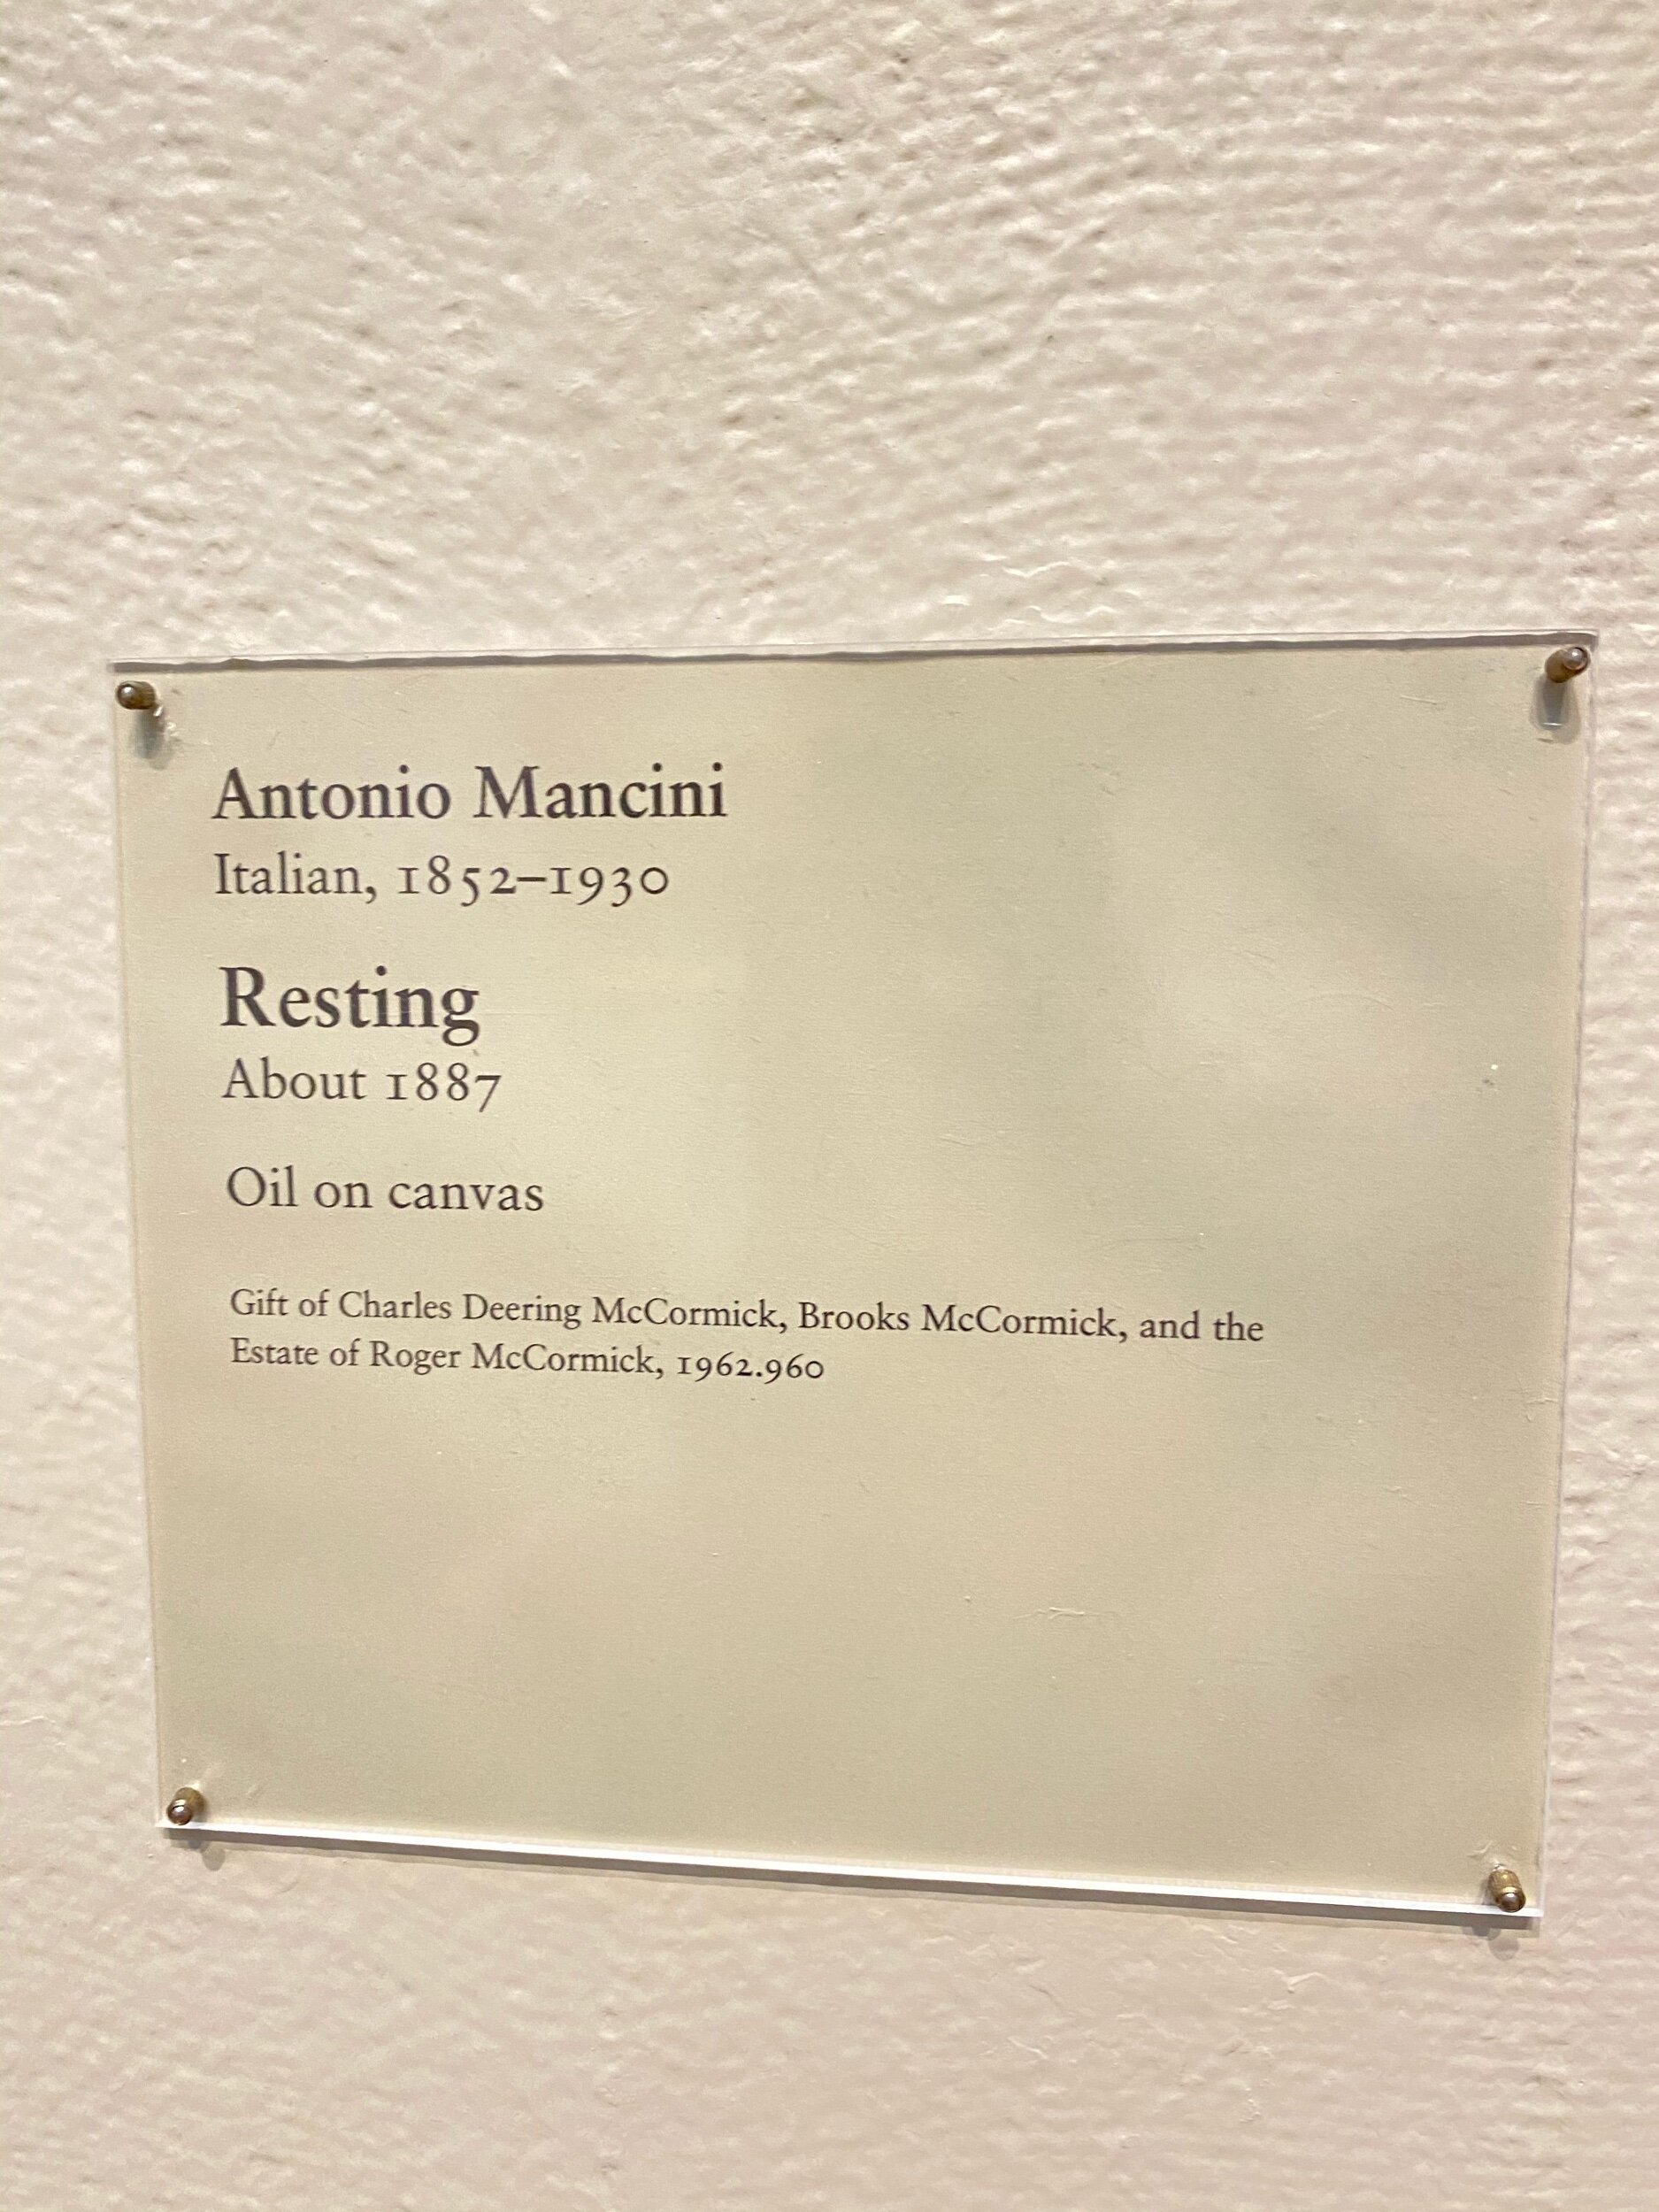 Antonio Mancini
Italian, 1852–1930
Resting
About 1887
Oil on canvas
Gift of Charles Deering McCormick, Brooks McCormick, and the
Estate of Roger McCormick, 1962.960